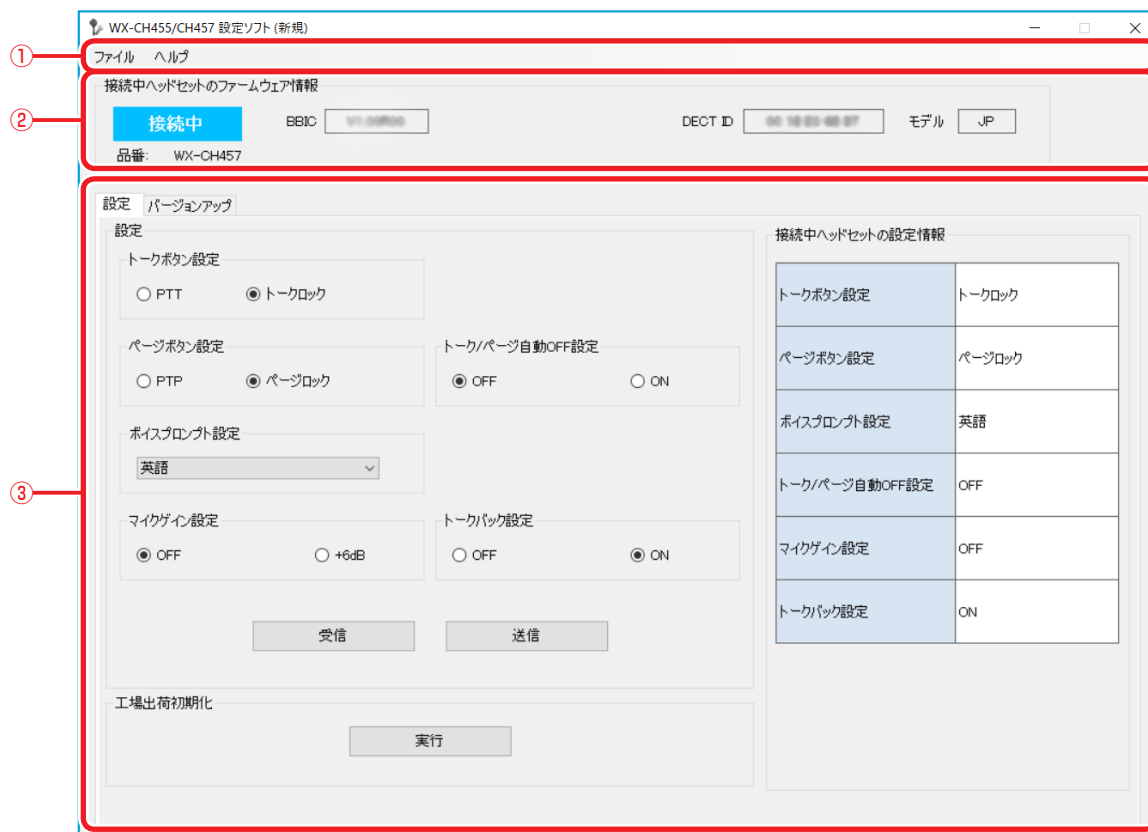 WX-CH455/CH457 設定ソフト (新規)
①
ファイル ヘルプ
②
接続中ヘッドセットのファームウェア情報
接続中 BBIC DECT ID モデル JP
品番: WX-CH457
③
設定 バージョンアップ
設定
トークボタン設定
PTT トークロック
ページボタン設定 トーク/ページ自動OFF設定
PTP ページロック OFF ON
ボイスプロンプト設定
英語
マイクゲイン設定 トークバック設定
OFF +6dB OFF ON
受信 送信
工場出荷初期化
実行
接続中ヘッドセットの設定情報
トークボタン設定 トークロック
ページボタン設定 ページロック
ボイスプロンプト設定 英語
トーク/ページ自動OFF設定 OFF
マイクゲイン設定 OFF
トークバック設定 ON